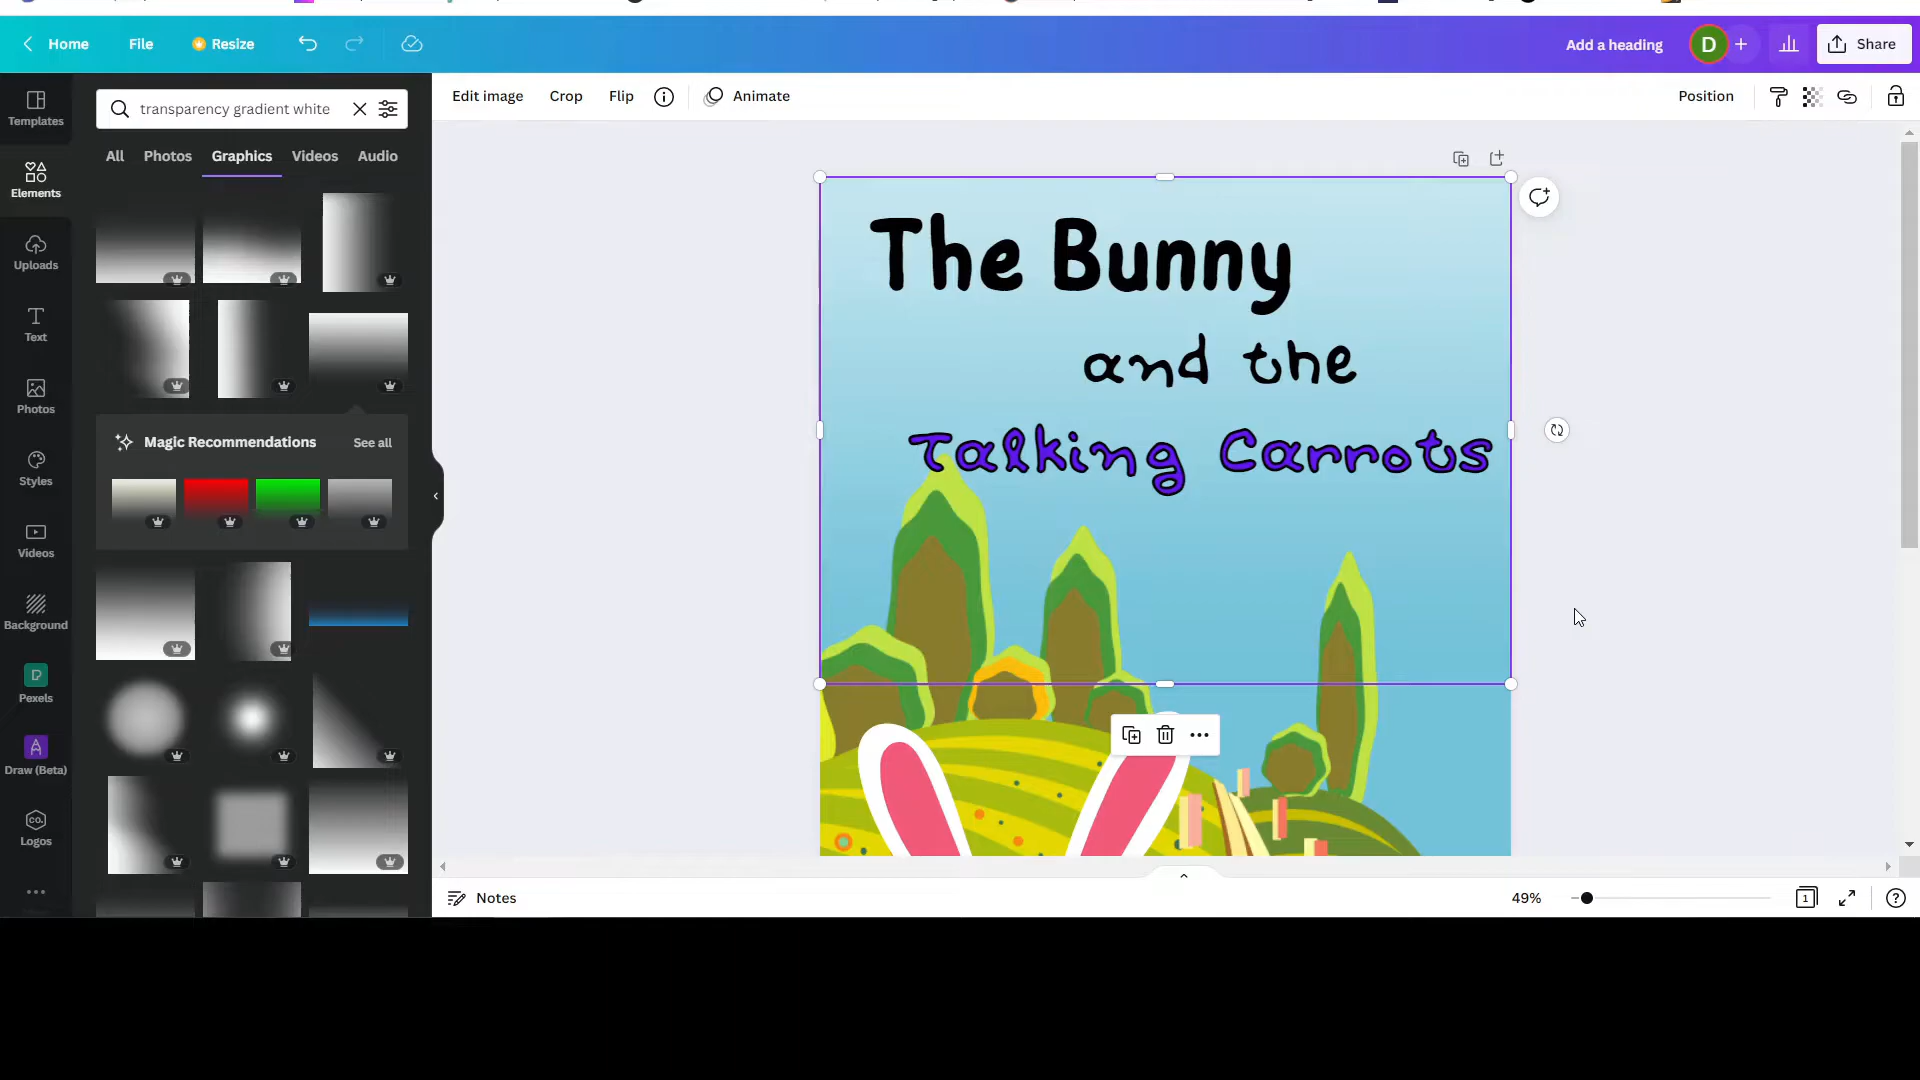 Home
File
Resize
Add a heading
D
Share
Templates
Elements
Uploads
Text
Photos
Styles
Videos
Background
Pexels
Draw (Beta)
Logos
CO.
transparency gradient white
All
Photos
Graphics
Videos
Audio
Magic Recommendations
See all
Edit image
Crop
Flip
Animate
Position
The Bunny
and the
Talking Carrots
Notes
49%
1